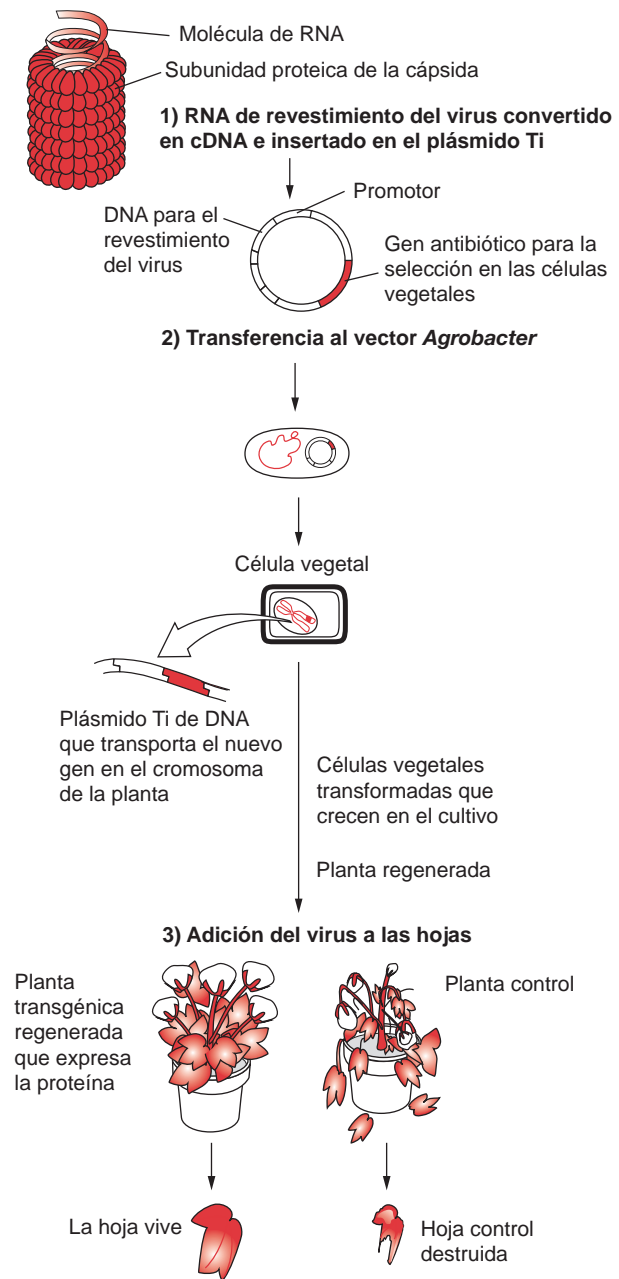 Molécula de RNA
Subunidad proteica de la cápsida
1) RNA de revestimiento del virus convertido
en cDNA e insertado en el plásmido Ti
Promotor
DNA para el
revestimiento
del virus
Gen antibiótico para la
selección en las células
vegetales
2) Transferencia al vector Agrobacter
Célula vegetal
Plásmido Ti de DNA
que transporta el nuevo
gen en el cromosoma
de la planta
Células vegetales
transformadas que
crecen en el cultivo
Planta regenerada
3) Adición del virus a las hojas
Planta
transgénica
regenerada
que expresa
la proteína
Planta control
La hoja vive
Hoja control
destruida